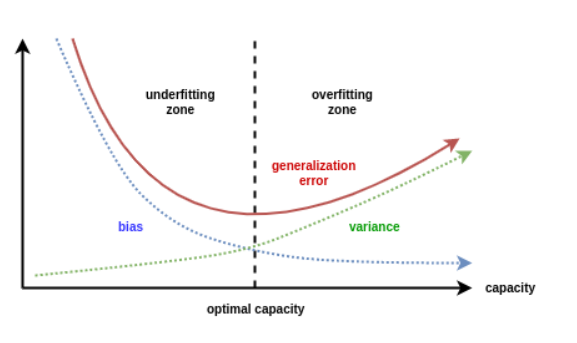 underfitting
zone
overfitting
zone
generalization
error
bias
variance
capacity
optimal capacity